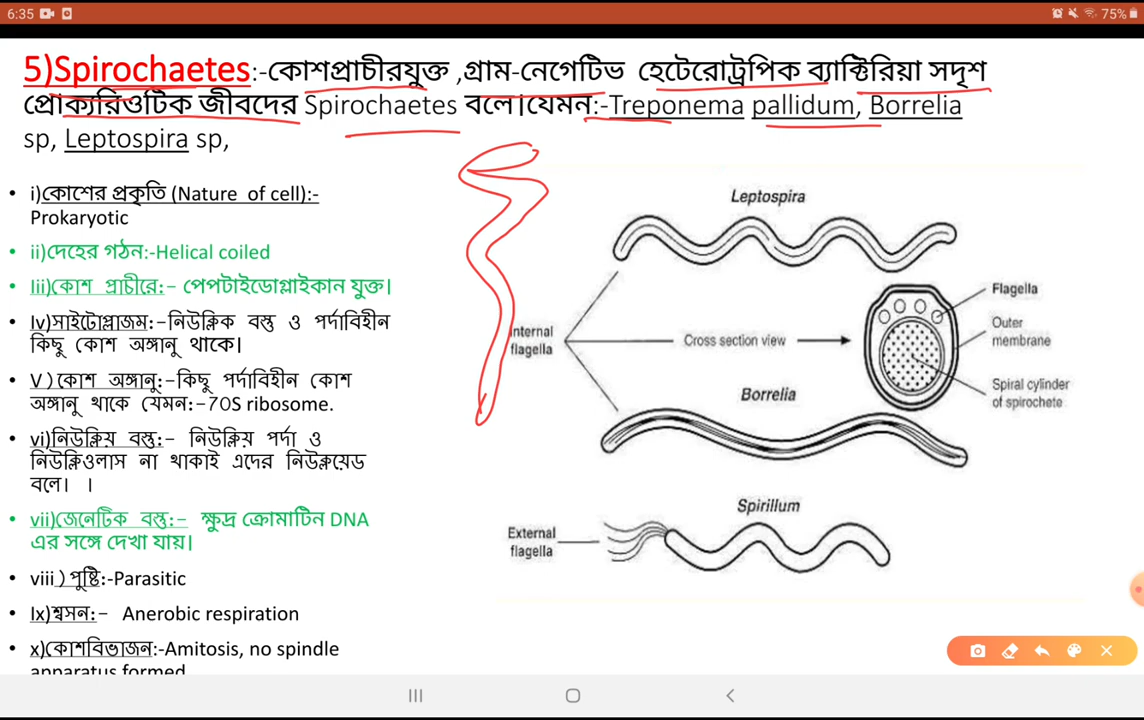 6:35
75%
5)Spirochaetes:-কোশপ্রাচীরযুক্ত ,গ্রাম-নেগেটিভ হেটেরোট্রপিক ব্যাক্টিরিয়া সদৃশ
প্রোক্যরিওটিক জীবদের Spirochaetes বলে।যেমন:-Treponema pallidum, Borrelia
sp, Leptospira sp,
• i)কোশের প্রকৃতি (Nature of cell):-
Prokaryotic
• ii)দেহের গঠন:-Helical coiled
• Iii)কোশ প্রাচীরে:- পেপটাইডোগ্লাইকান যুক্ত।
• Iv)সাইটোপ্লাজম:-নিউক্লিক বস্তু ও পর্দাবিহীন
কিছু কোশ অঙ্গানু থাকে।
• V)কোশ অঙ্গানু:-কিছু পর্দাবিহীন কোশ
অঙ্গানু থাকে যেমন:-70S ribosome.
• vi)নিউক্লিয় বস্তু:- নিউক্লিয় পর্দা ও
নিউক্লিওলাস না থাকাই এদের নিউক্লয়েড
বলে। ।
• vii)জেনেটিক বস্তু:- ক্ষুদ্র ক্রোমাটিন DNA
এর সঙ্গে দেখা যায়।
• viii)পুষ্টি:-Parasitic
• Ix)শ্বসন:- Anerobic respiration
• x)কোশবিভাজন:-Amitosis, no spindle
apparatus formed
Leptospira
Internal
flagella
Cross section view
Flagella
Outer
membrane
Spiral cylinder
of spirochete
Borrelia
Spirillum
External
flagella